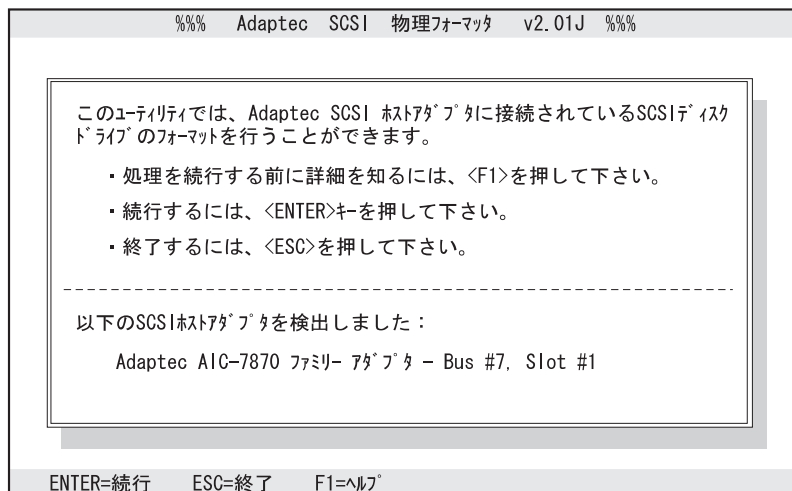 %%% Adaptec SCSI 物理ﾌｫｰﾏｯﾀ v2.01J %%%
このﾕｰﾃｨﾘﾃｨでは、Adaptec SCSI ﾎｽﾄｱﾀﾞﾌﾟﾀに接続されているSCSIﾃﾞｨｽｸ
ﾄﾞﾗｲﾌﾞのﾌｫｰﾏｯﾄを行うことができます。
・処理を続行する前に詳細を知るには、<F1>を押して下さい。
・続行するには、<ENTER>ｷｰを押して下さい。
・終了するには、<ESC>を押して下さい。
以下のSCSIﾎｽﾄｱﾀﾞﾌﾟﾀを検出しました：
Adaptec AIC-7870 ﾌｧﾐﾘｰ ｱﾀﾞﾌﾟﾀ – Bus #7, Slot #1
ENTER=続行 ESC=終了 F1=ﾍﾙﾌﾟ